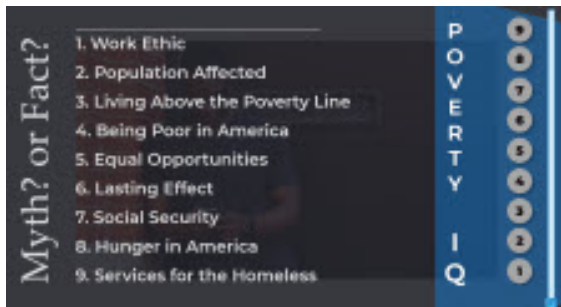 Myth? or Fact?
1. Work Ethic
2. Population Affected
3. Living Above the Poverty Line
4. Being Poor in America
5. Equal Opportunities
6. Lasting Effect
7. Social Security
8. Hunger in America
9. Services for the Homeless
POVERTY IQ
9
8
7
6
5
4
3
2
1